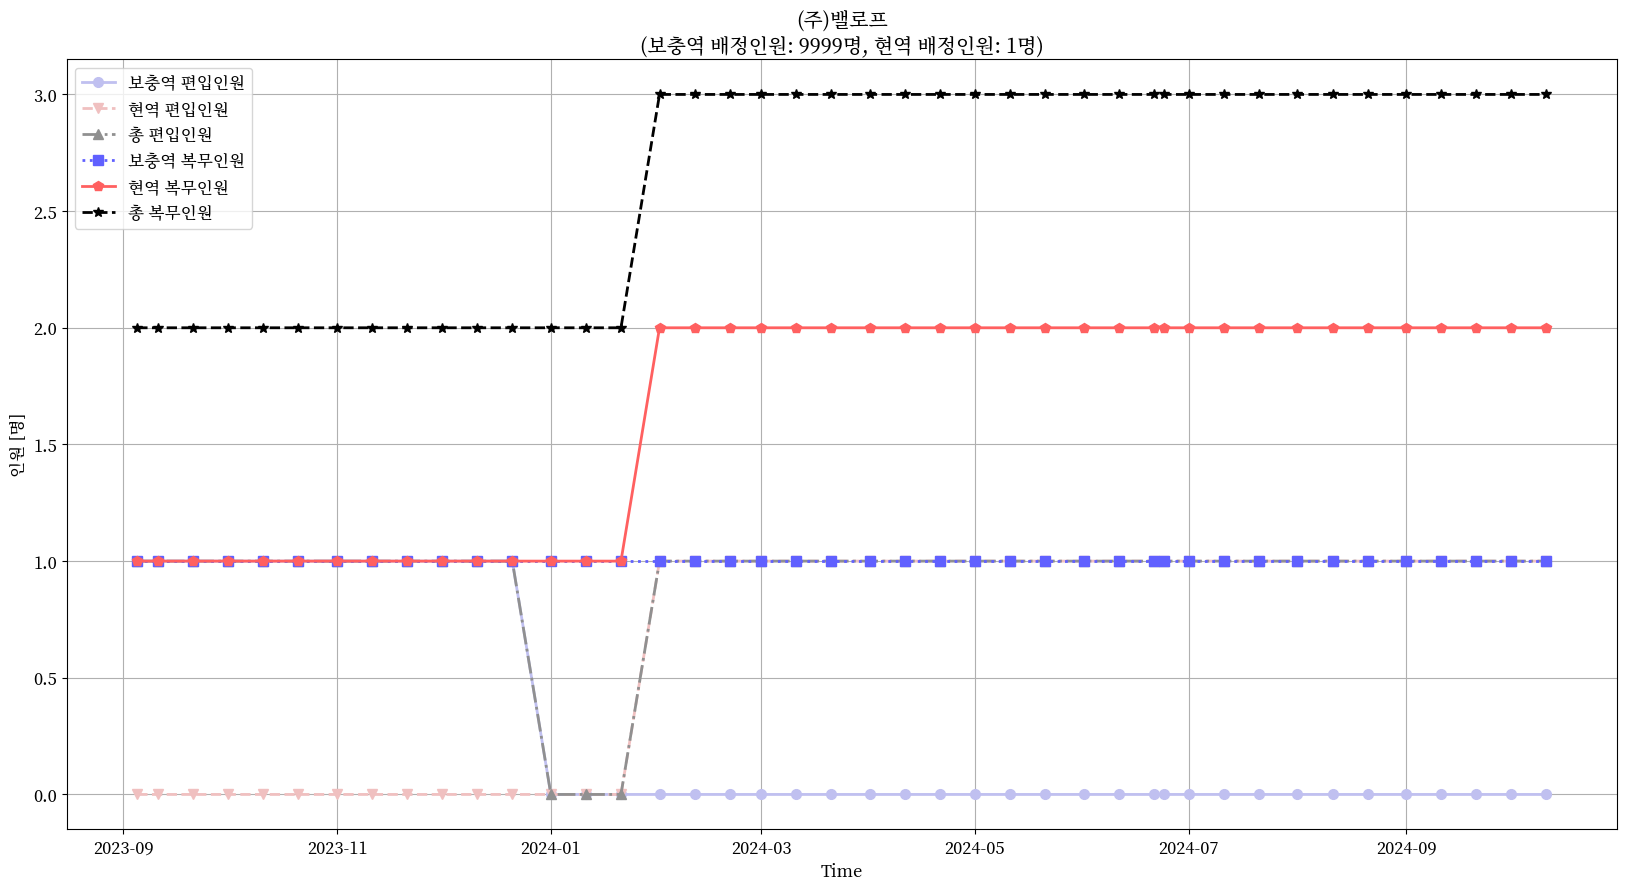 (주)밸로프
(보충역 배정인원: 9999명, 현역 배정인원: 1명)
보충역 편입인원
현역 편입인원
총 편입인원
보충역 복무인원
현역 복무인원
총 복무인원
인원 [명]
3.0
2.5
2.0
1.5
1.0
0.5
0.0
2023-09
2023-11
2024-01
2024-03
2024-05
2024-07
2024-09
Time